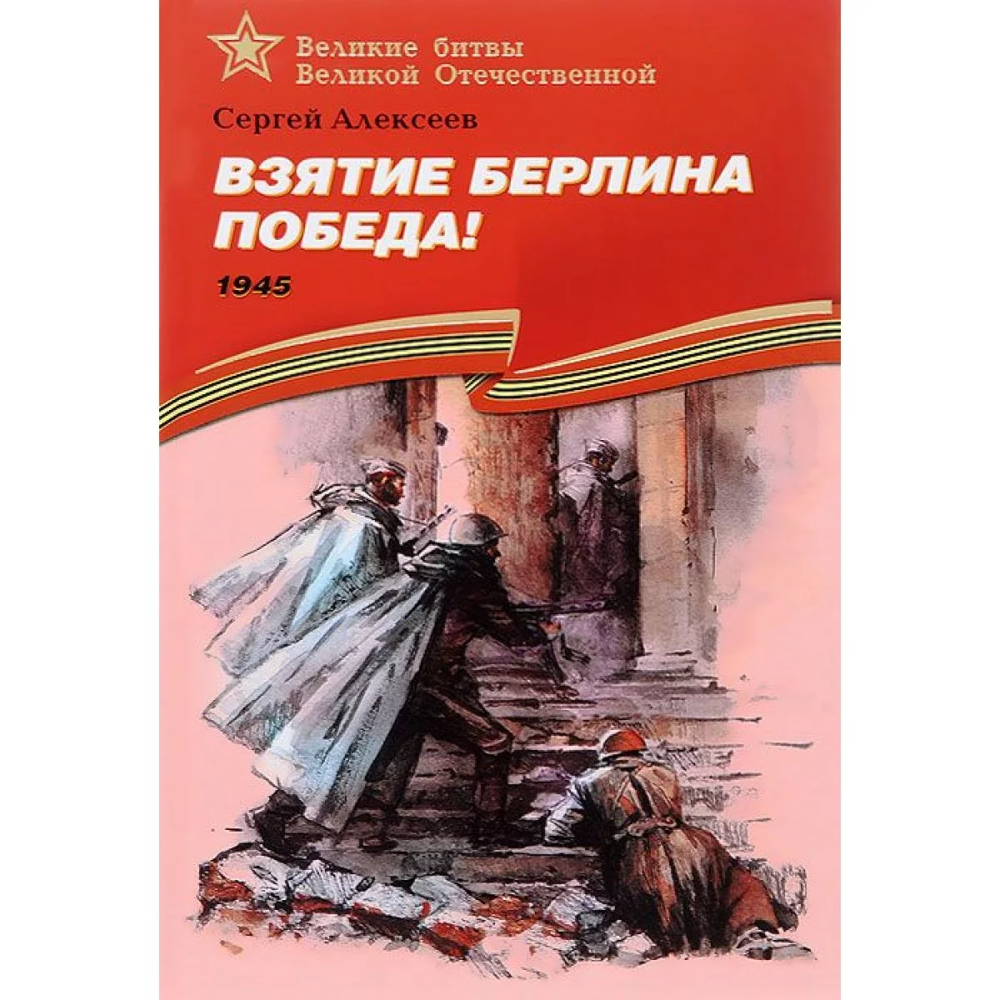 Великие битвы
Великой Отечественной
Сергей Алексеев
ВЗЯТИЕ БЕРЛИНА
ПОБЕДА!
1945